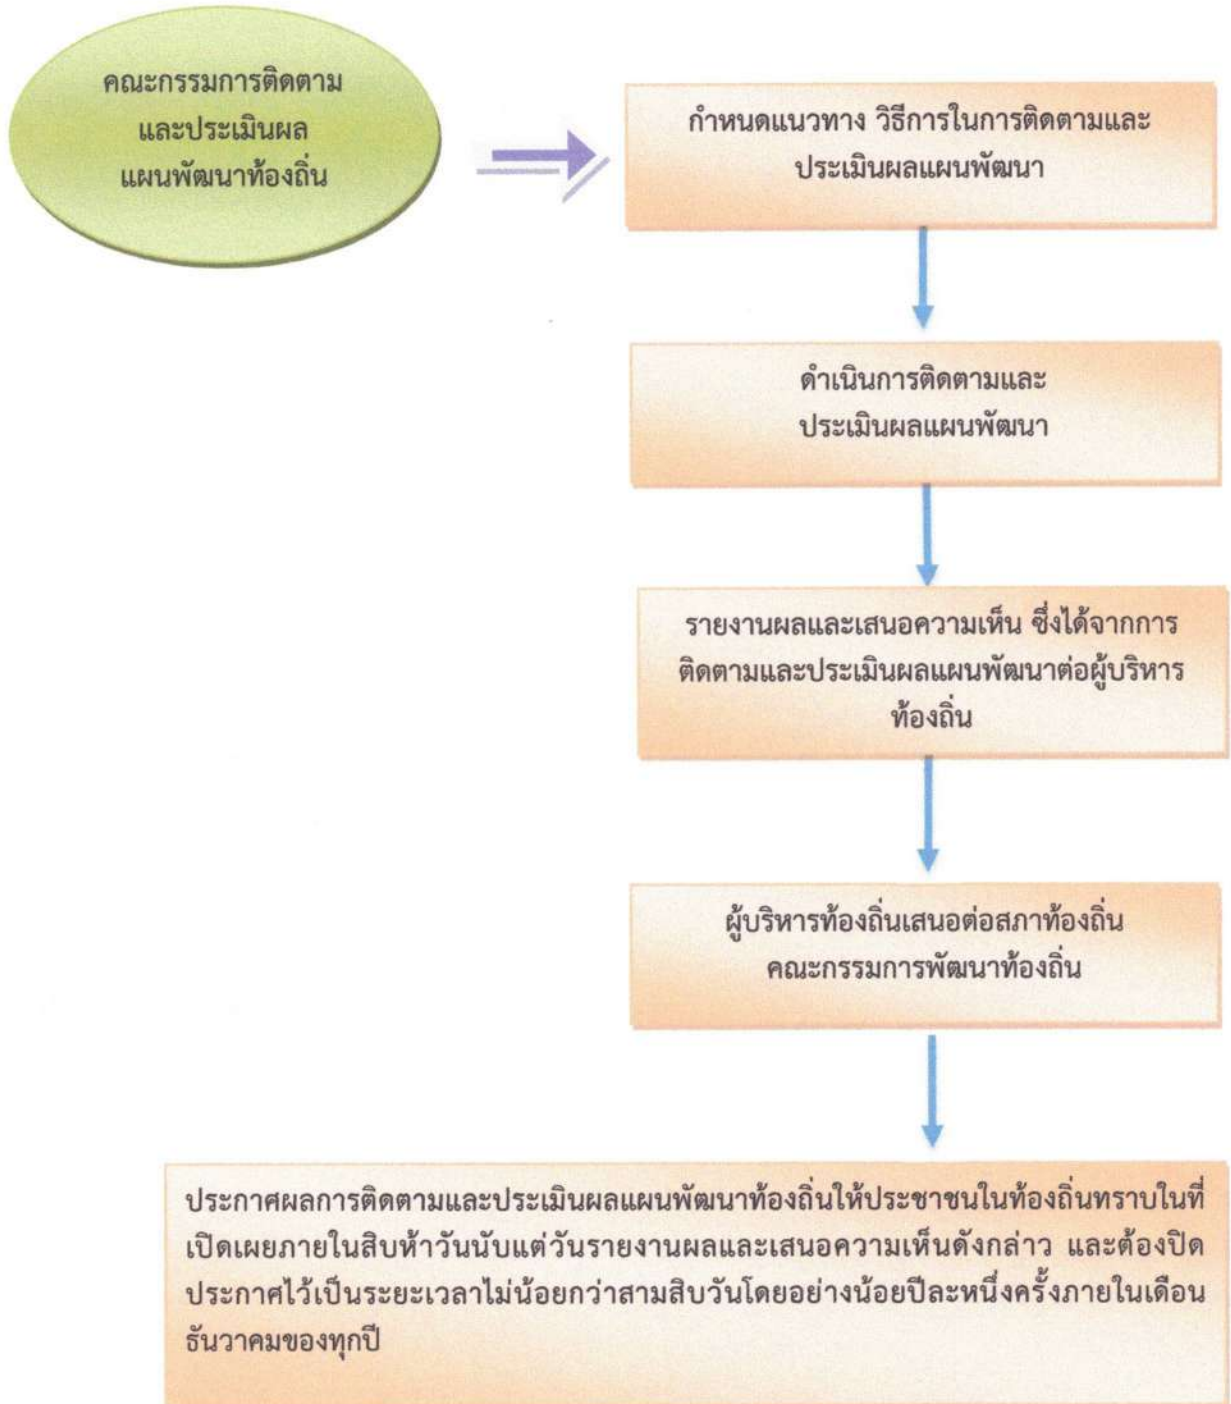 คณะกรรมการติดตาม
และประเมินผล
แผนพัฒนาท้องถิ่น
กำหนดแนวทาง วิธีการในการติดตามและ
ประเมินผลแผนพัฒนา
ดำเนินการติดตามและ
ประเมินผลแผนพัฒนา
รายงานผลและเสนอความเห็น ซึ่งได้จากการ
ติดตามและประเมินผลแผนพัฒนาต่อผู้บริหาร
ท้องถิ่น
ผู้บริหารท้องถิ่นเสนอต่อสภาท้องถิ่น
คณะกรรมการพัฒนาท้องถิ่น
ประกาศผลการติดตามและประเมินผลแผนพัฒนาท้องถิ่นให้ประชาชนในท้องถิ่นทราบในที่
เปิดเผยภายในสิบห้าวันนับแต่วันรายงานผลและเสนอความเห็นดังกล่าว และต้องปิด
ประกาศไว้เป็นระยะเวลาไม่น้อยกว่าสามสิบวันโดยอย่างน้อยปีละหนึ่งครั้งภายในเดือน
ธันวาคมของทุกปี